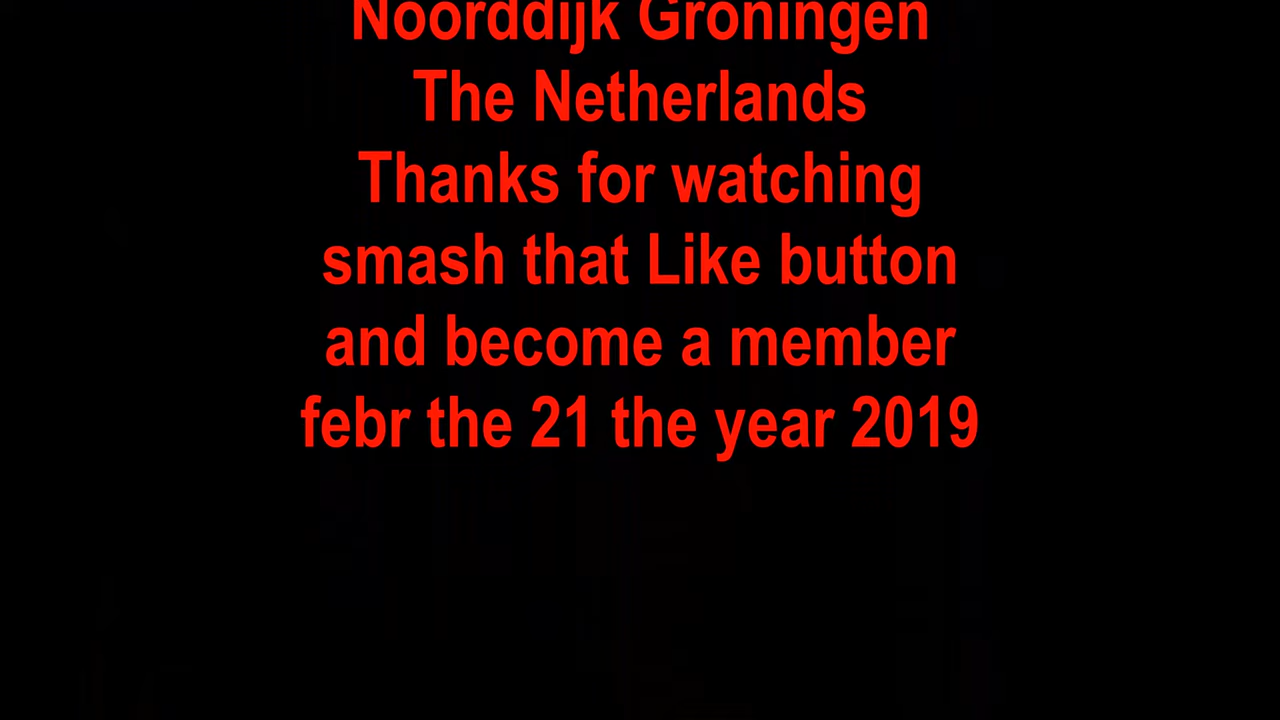 Noorddijk Groningen
The Netherlands
Thanks for watching
smash that Like button
and become a member
febr the 21 the year 2019